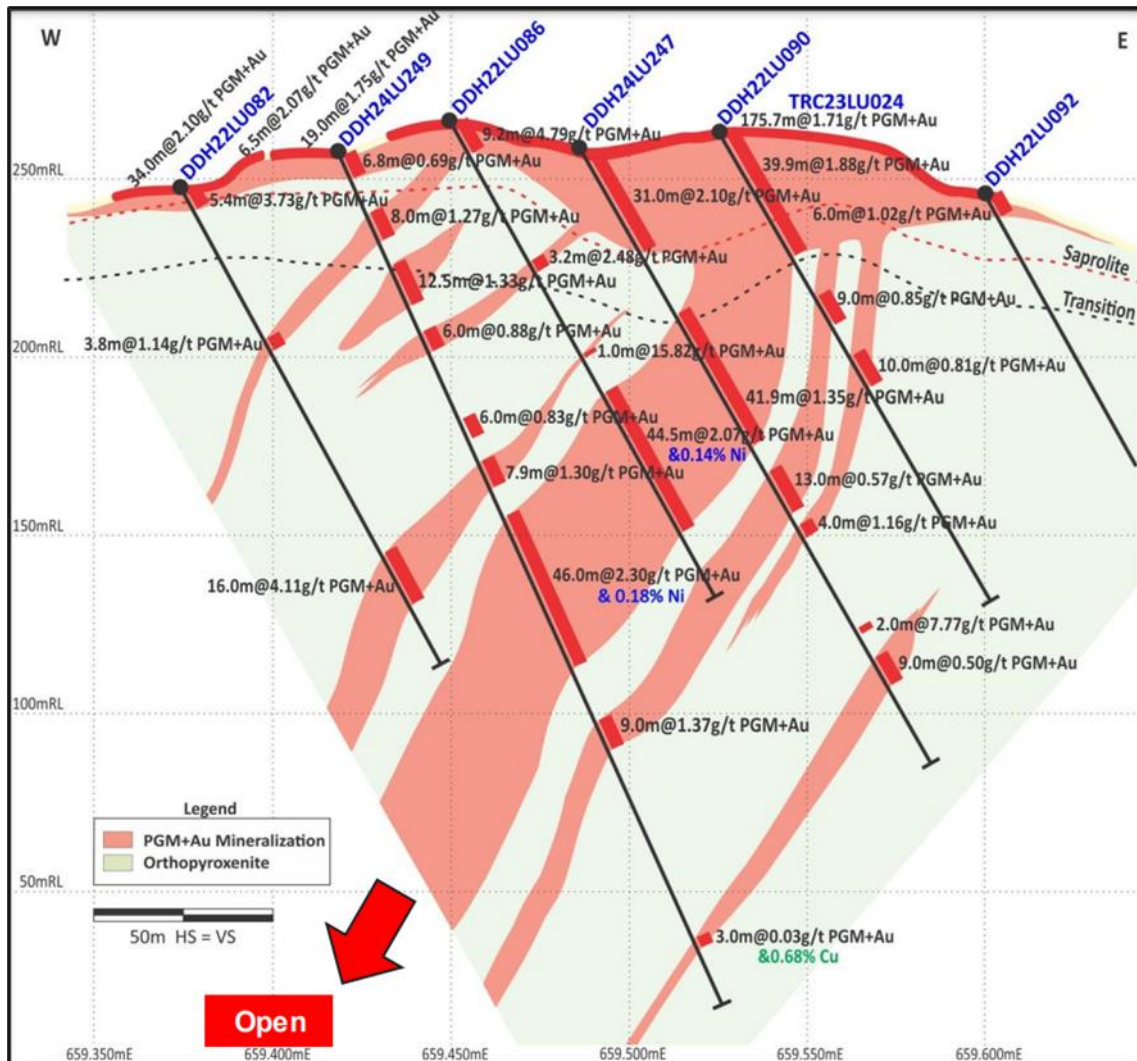 W
E
34.0m@2.10g/t PGM+Au
DDH22LU082
6.5m@2.07g/t PGM+Au
19.0m@1.75g/t PGM+Au
DDH24LU249
DDH22LU086
DDH24LU247
DDH22LU090
TRC23LU024
DDH22LU092
9.2m@4.79g/t PGM+Au
175.7m@1.71g/t PGM+Au
6.8m@0.69g/t PGM+Au
39.9m@1.88g/t PGM+Au
250mRL
5.4m@3.73g/t PGM+Au
31.0m@2.10g/t PGM+Au
8.0m@1.27g/t PGM+Au
6.0m@1.02g/t PGM+Au
3.2m@2.48g/t PGM+Au
Saprolite
12.5m@1.33g/t PGM+Au
9.0m@0.85g/t PGM+Au
Transition
6.0m@0.88g/t PGM+Au
3.8m@1.14g/t PGM+Au
200mRL
1.0m@15.82g/t PGM+Au
10.0m@0.81g/t PGM+Au
41.9m@1.35g/t PGM+Au
6.0m@0.83g/t PGM+Au
44.5m@2.07g/t PGM+Au
&0.14% Ni
7.9m@1.30g/t PGM+Au
13.0m@0.57g/t PGM+Au
150mRL
4.0m@1.16g/t PGM+Au
16.0m@4.11g/t PGM+Au
46.0m@2.30g/t PGM+Au
& 0.18% Ni
2.0m@7.77g/t PGM+Au
9.0m@0.50g/t PGM+Au
100mRL
9.0m@1.37g/t PGM+Au
Legend
PGM+Au Mineralization
Orthopyroxenite
50mRL
50m HS = VS
3.0m@0.03g/t PGM+Au
&0.68% Cu
Open
659.350mE
659.400mE
659.450mE
659.500mE
659.550mE
659.600mE